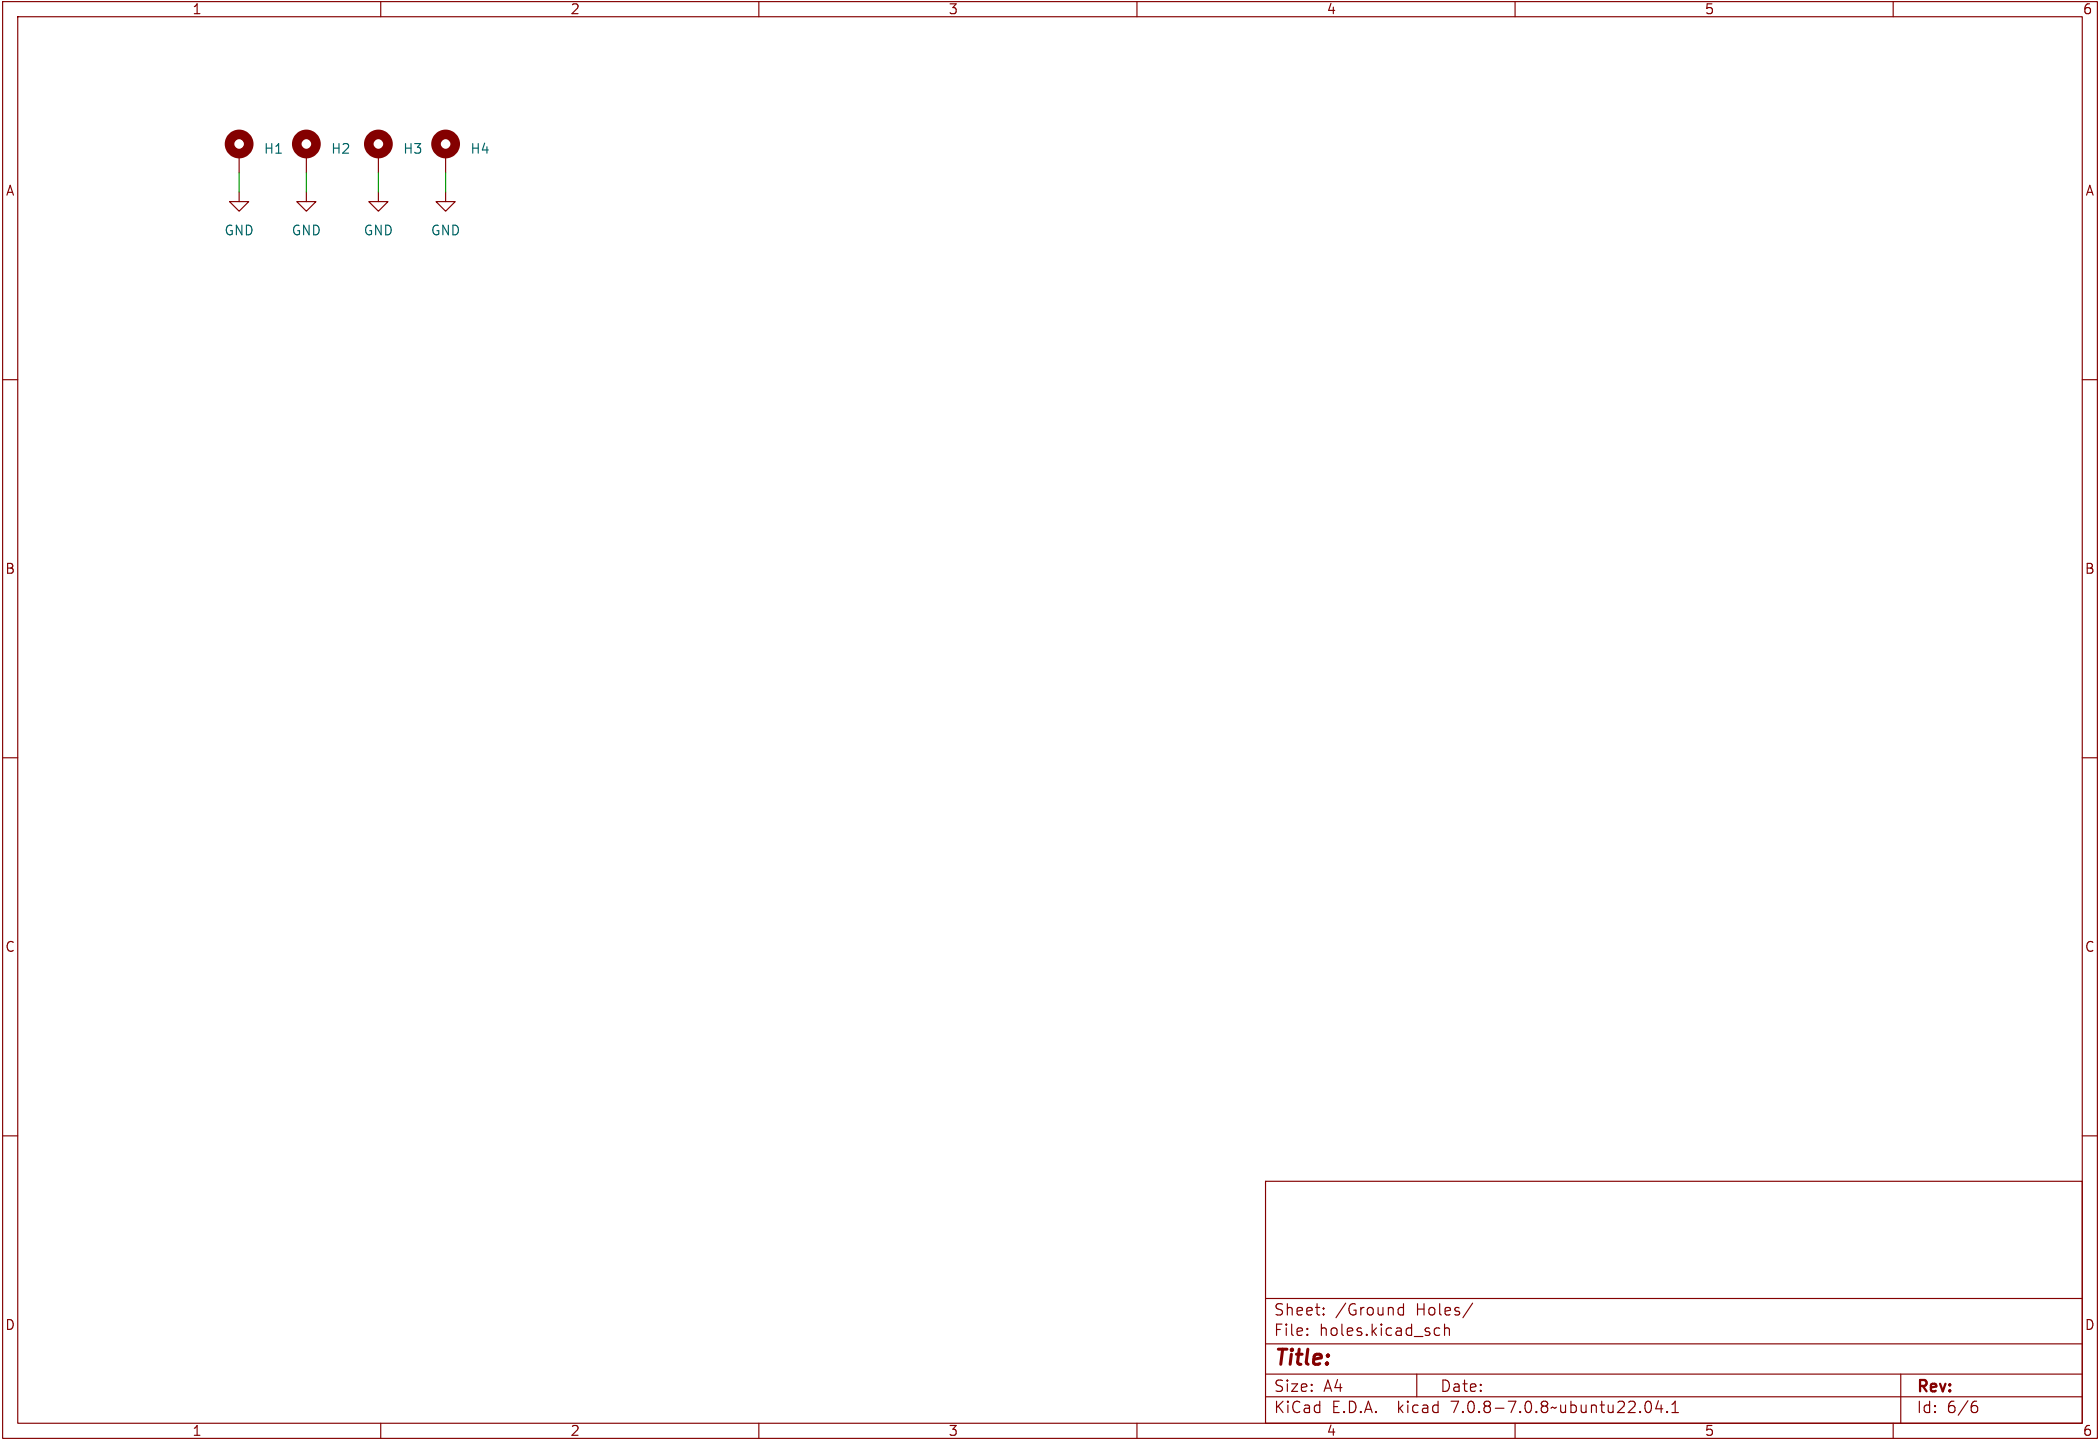 1 2 3 4 5 6
H1 H2 H3 H4
A A
GND GND GND GND
B B
C C
Sheet: /Ground Holes/
File: holes.kicad_sch
D D
Title:
Size: A4 Date: Rev:
KiCad E.D.A. kicad 7.0.8-7.0.8~ubuntu22.04.1 Id: 6/6
1 2 3 4 5 6